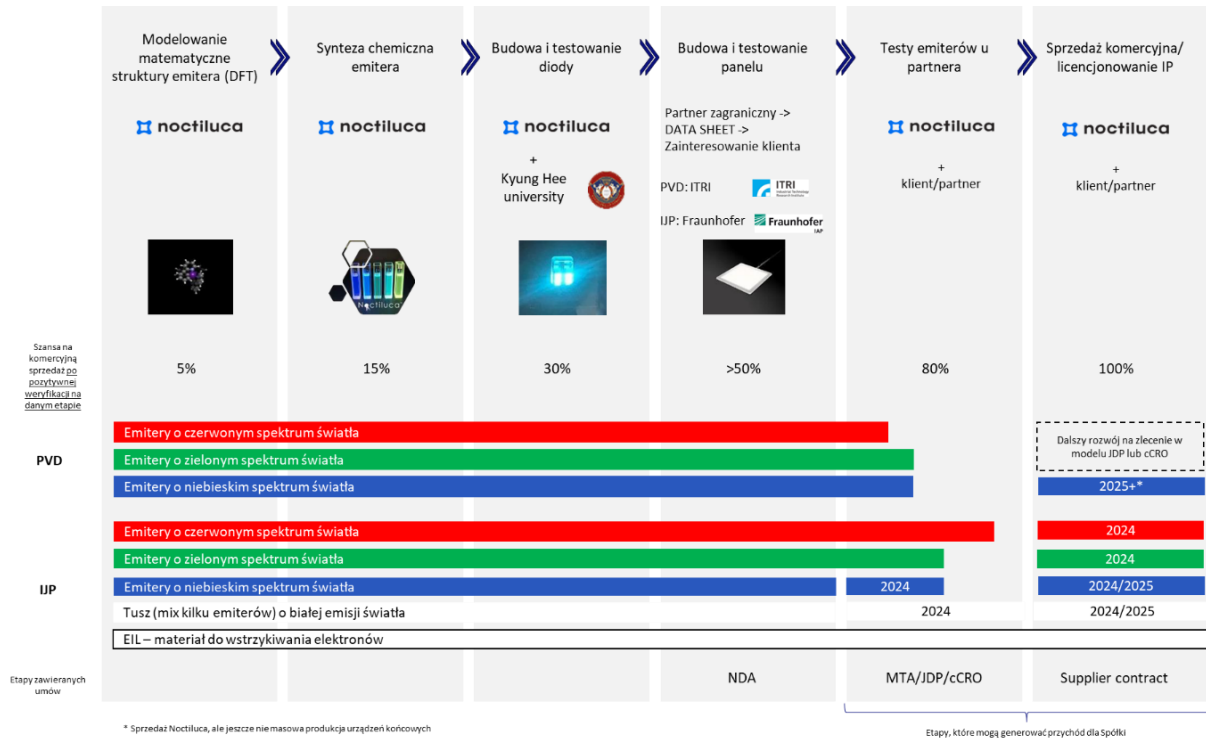 Modelowanie
matematyczne
struktury emitera (DFT)
Synteza chemiczna
emitera
Budowa i testowanie
diody
Budowa i testowanie
panelu
Testy emiterów u
partnera
Sprzedaż komercyjna/
licencjonowanie IP
noctiluca
noctiluca
noctiluca
+
Kyung Hee
university
Partner zagraniczny ->
DATA SHEET ->
Zainteresowanie klienta
PVD: ITRI
ITRI
Industrial Technology
Research Institute
IJP: Fraunhofer
Fraunhofer
IAP
noctiluca
+
klient/partner
noctiluca
+
klient/partner
Noctiluca
Szansa na
komercyjną
sprzedaż po
pozytywnej
weryfikacji na
danym etapie
5%
15%
30%
>50%
80%
100%
PVD
Emitery o czerwonym spektrum światła
Emitery o zielonym spektrum światła
Emitery o niebieskim spektrum światła
Dalszy rozwój na zlecenie w
modelu JDP lub cCRO
2025+*
IJP
Emitery o czerwonym spektrum światła
2024
Emitery o zielonym spektrum światła
2024
Emitery o niebieskim spektrum światła
2024
2024/2025
Tusz (mix kilku emiterów) o białej emisji światła
2024
2024/2025
EIL – materiał do wstrzykiwania elektronów
Etapy zawieranych
umów
NDA
MTA/JDP/cCRO
Supplier contract
* Sprzedaż Noctiluca, ale jeszcze nie masowa produkcja urządzeń końcowych
Etapy, które mogą generować przychód dla Spółki